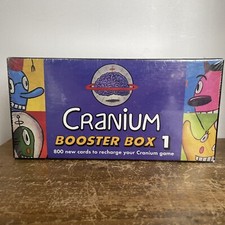 CRANIUM
BOOSTER BOX 1
800 new cards to recharge your Cranium game